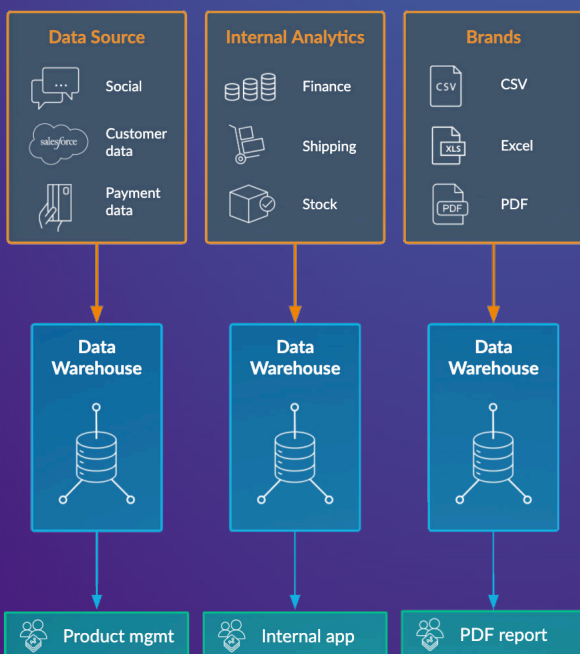 Data Source
Social
salesforce
Customer
data
Payment
data
Internal Analytics
Finance
Shipping
Stock
Brands
CSV
CSV
XLS
Excel
PDF
PDF
Data
Warehouse
Data
Warehouse
Data
Warehouse
Product mgmt
Internal app
PDF report